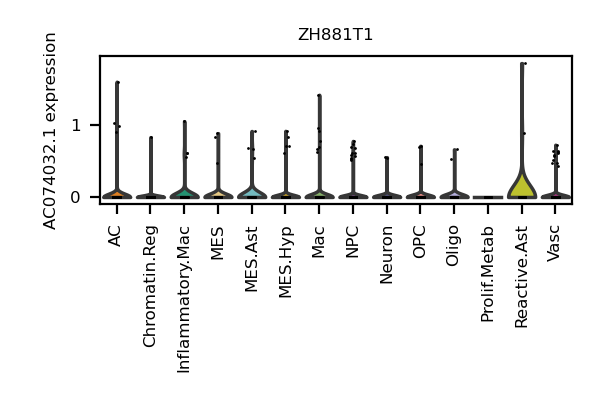 ZH881T1
AC074032.1 expression
1
0
AC
Chromatin.Reg
Inflammatory.Mac
MES
MES.Ast
MES.Hyp
Mac
NPC
Neuron
OPC
Oligo
Prolif.Metab
Reactive.Ast
Vasc